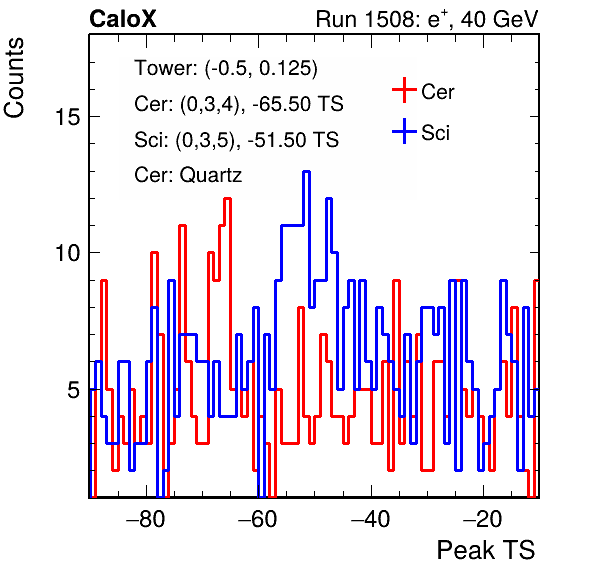 CaloX
Run 1508: e+, 40 GeV
Counts
Tower: (-0.5, 0.125)
Cer: (0,3,4), -65.50 TS
Sci: (0,3,5), -51.50 TS
Cer: Quartz
Cer
Sci
15
10
5
−80 −60 −40 −20
Peak TS